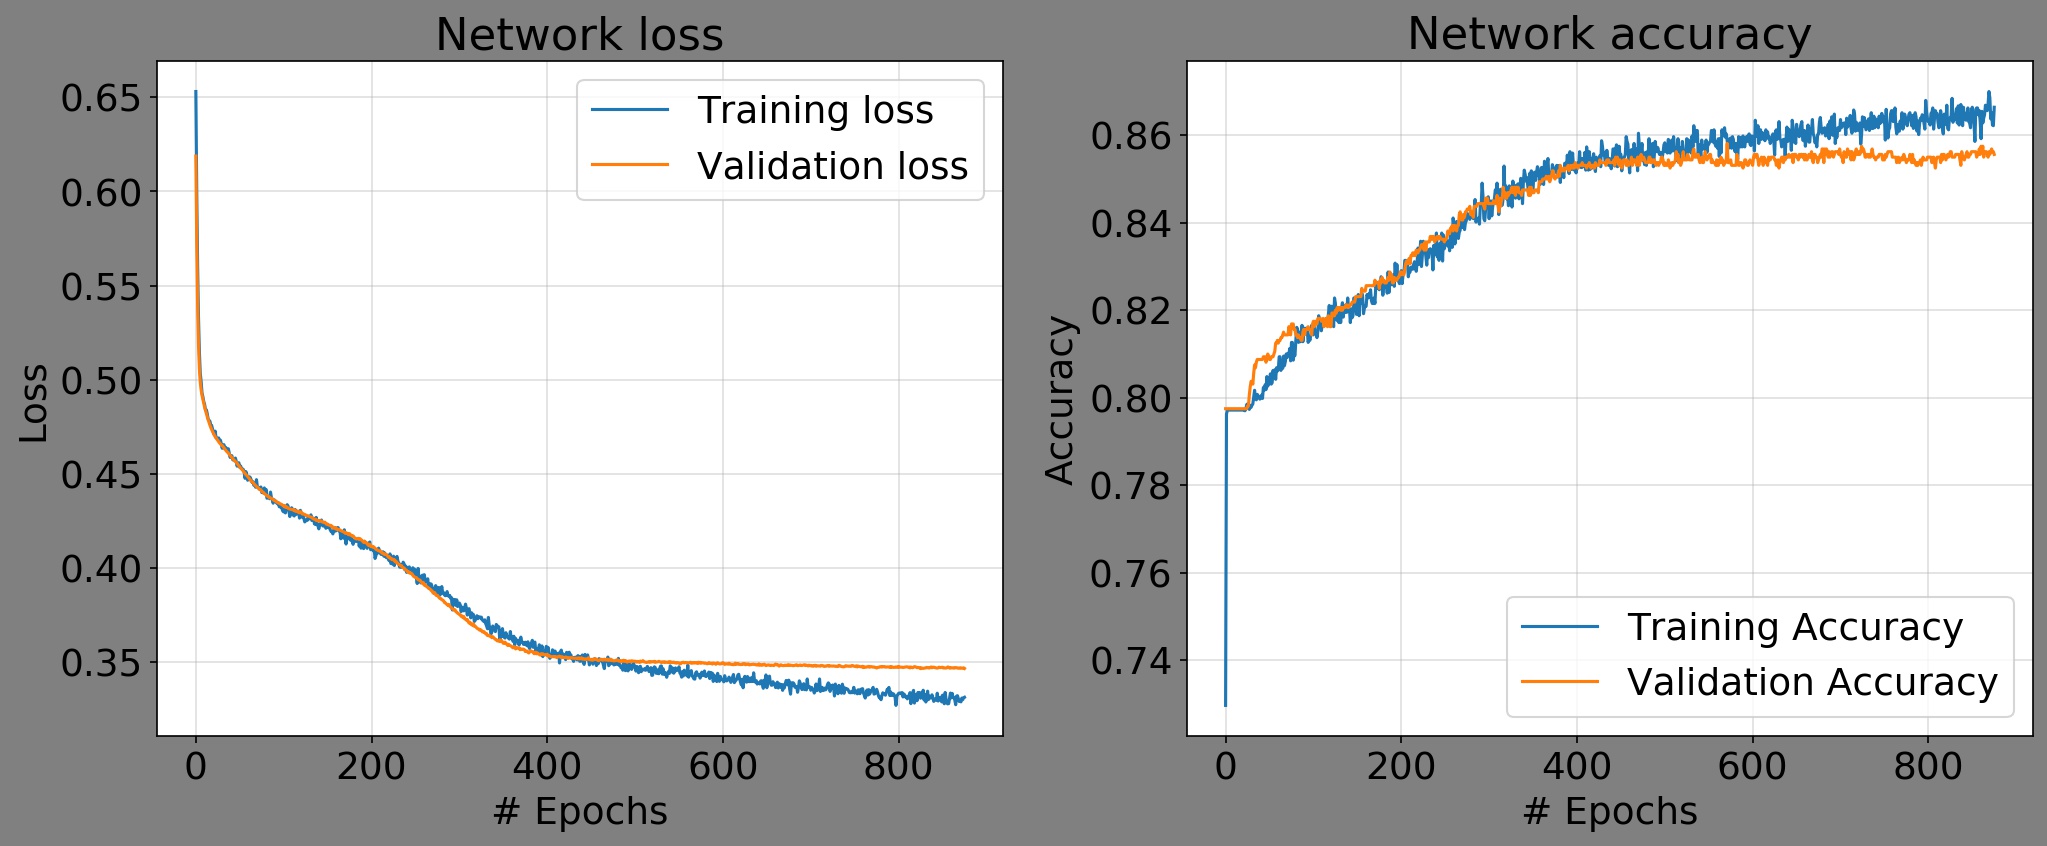 Network loss
0.65
0.60
0.55
0.50
0.45
0.40
0.35
Loss
Training loss
Validation loss
0
200
400
600
800
# Epochs
Network accuracy
0.86
0.84
0.82
0.80
0.78
0.76
0.74
Accuracy
Training Accuracy
Validation Accuracy
0
200
400
600
800
# Epochs